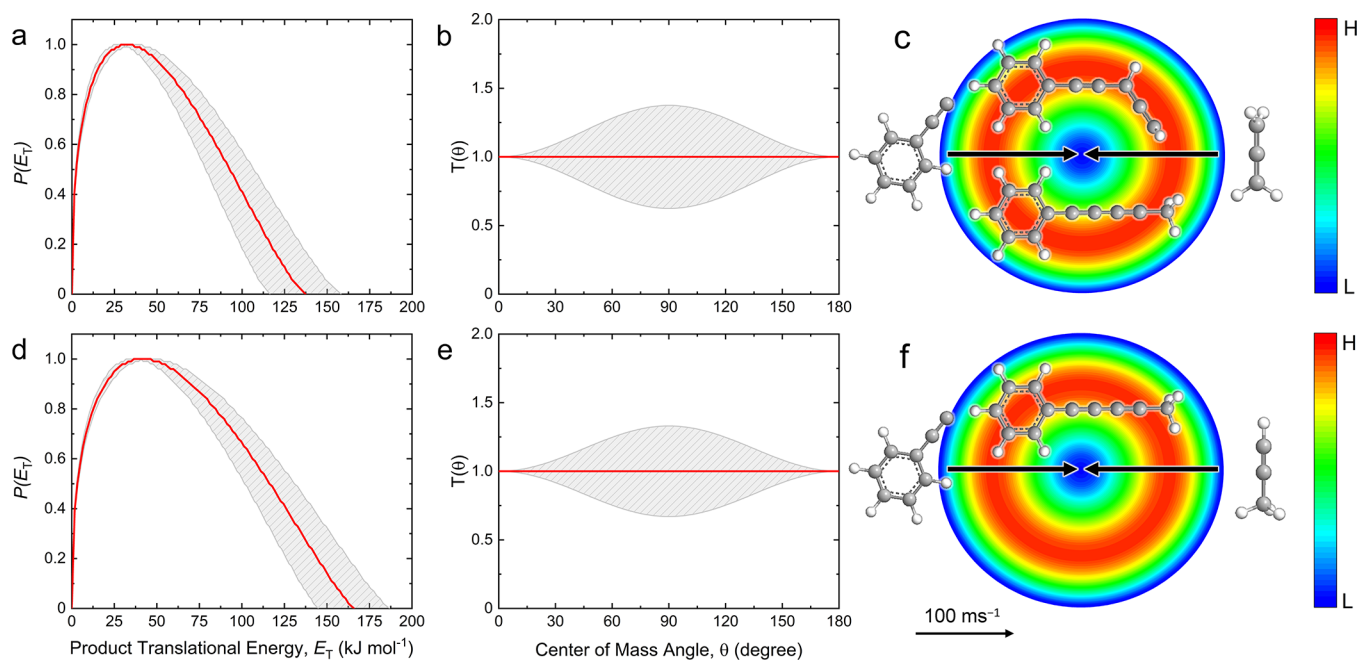 a
P(E_T)
1.0
0.8
0.6
0.4
0.2
0
0 25 50 75 100 125 150 175 200
b
T(θ)
2.0
1.5
1.0
0.5
0
0 30 60 90 120 150 180
c
H
L
d
P(E_T)
1.0
0.8
0.6
0.4
0.2
0
0 25 50 75 100 125 150 175 200
Product Translational Energy, E_T (kJ mol⁻¹)
e
T(θ)
2.0
1.5
1.0
0.5
0
0 30 60 90 120 150 180
Center of Mass Angle, θ (degree)
f
H
L
100 ms⁻¹